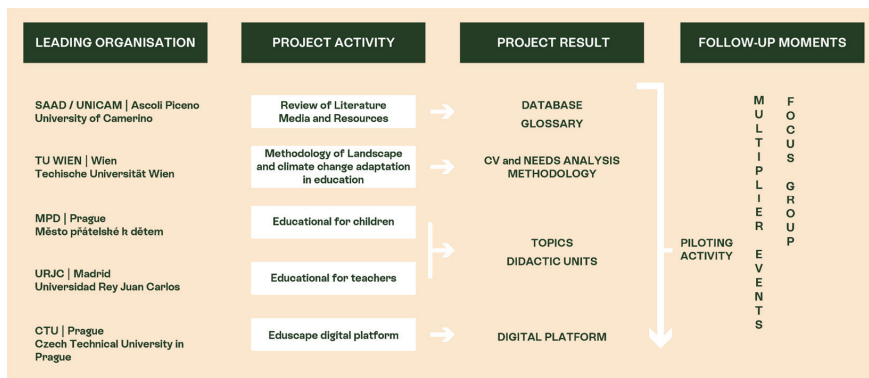 LEADING ORGANISATION
PROJECT ACTIVITY
PROJECT RESULT
FOLLOW-UP MOMENTS
SAAD / UNICAM | Ascoli Piceno
University of Camerino
Review of Literature
Media and Resources
DATABASE
GLOSSARY
TU WIEN | Wien
Techische Universität Wien
Methodology of Landscape
and climate change adaptation
in education
CV and NEEDS ANALYSIS
METHODOLOGY
MPD | Prague
Město přátelské k dětem
Educational for children
URJC | Madrid
Universidad Rey Juan Carlos
Educational for teachers
TOPICS
DIDACTIC UNITS
CTU | Prague
Czech Technical University in
Prague
Eduscape digital platform
DIGITAL PLATFORM
PILOTING
ACTIVITY
MULTIPLIER EVENTS
FOCUS GROUP